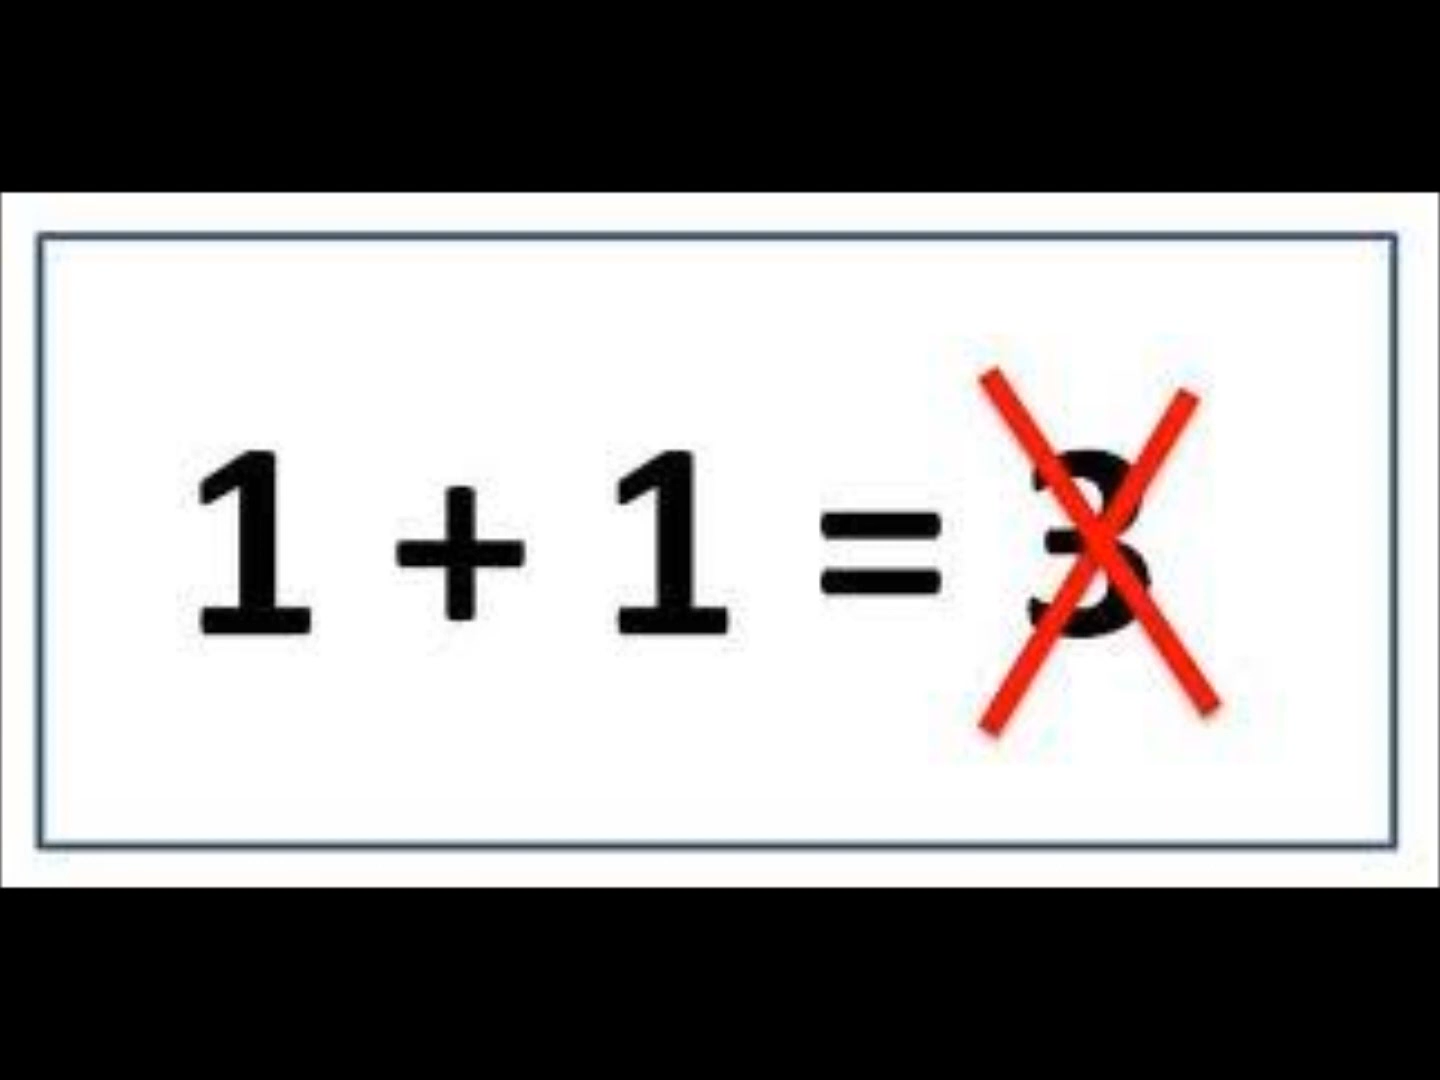 1 + 1 = 3